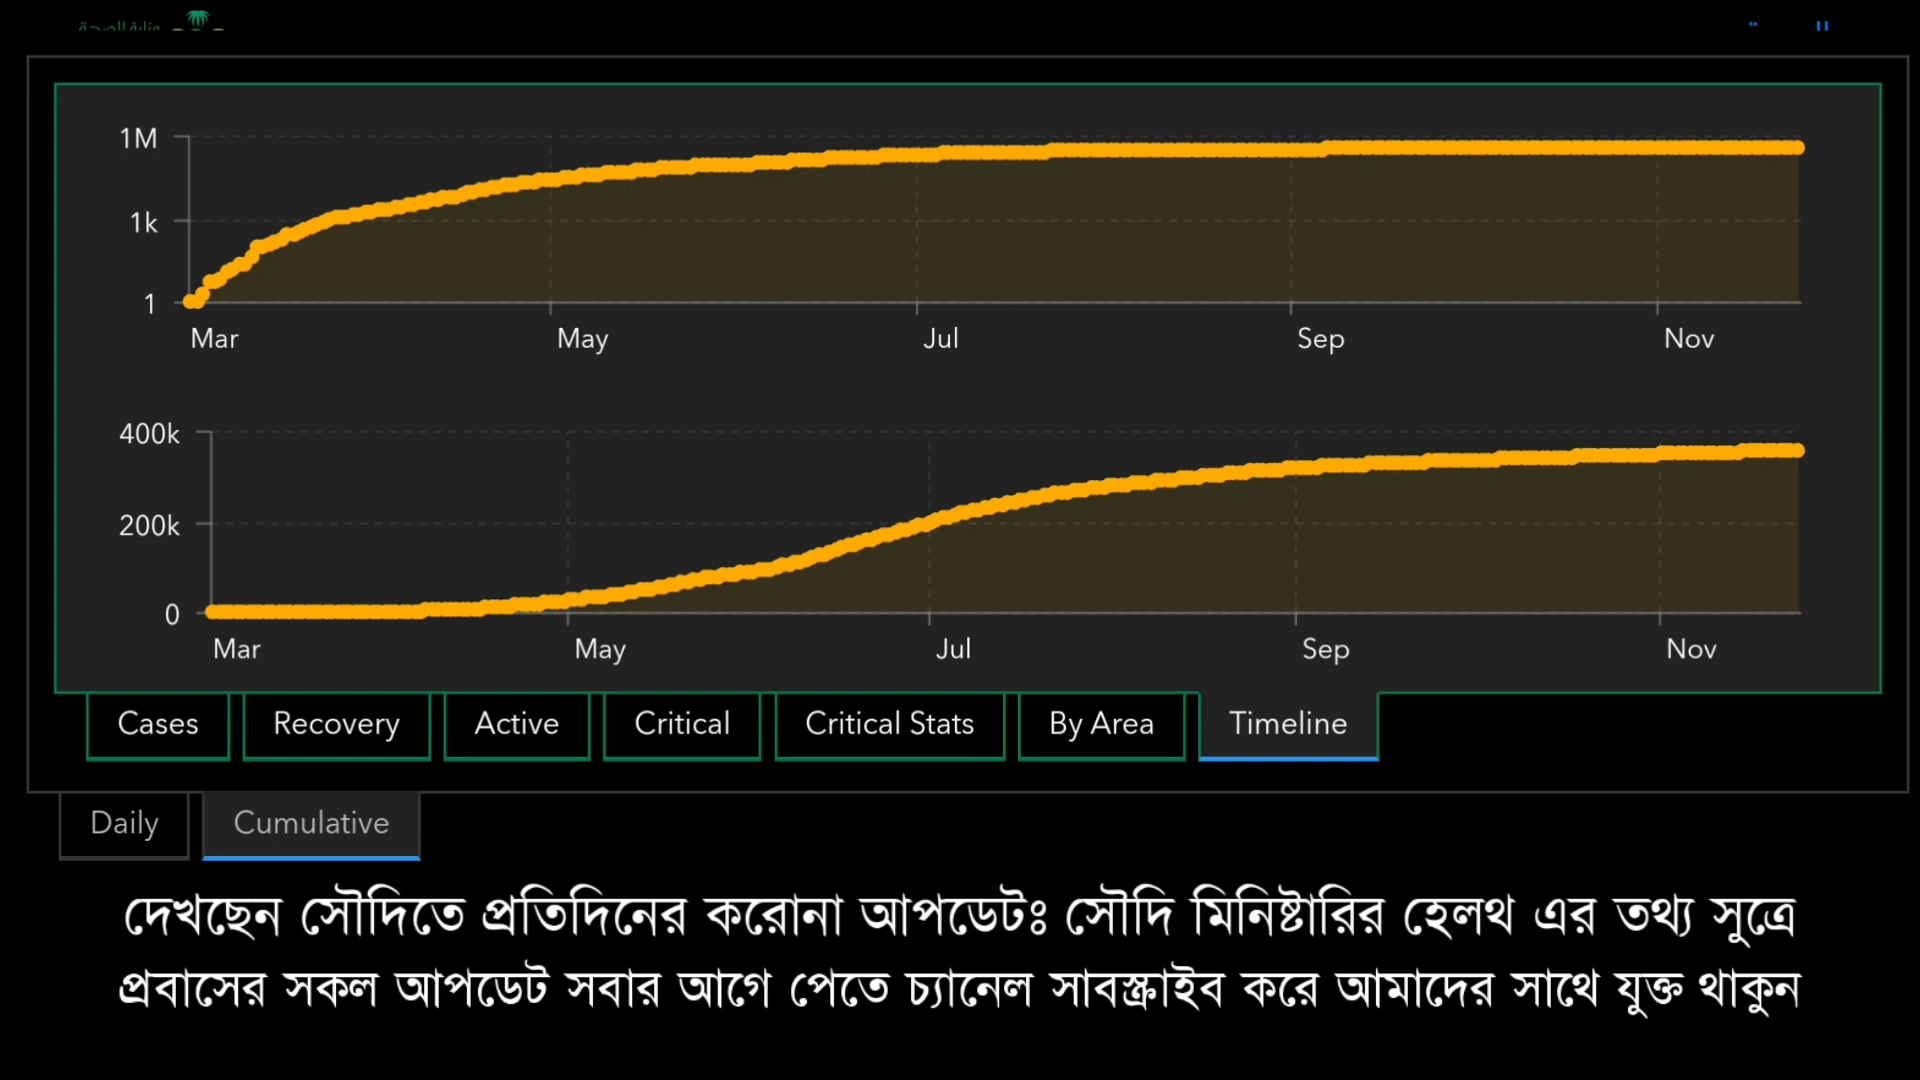 1M
1k
1
Mar May Jul Sep Nov
400k
200k
0
Mar May Jul Sep Nov
Cases Recovery Active Critical Critical Stats By Area Timeline
Daily Cumulative
দেখছেন সৌদিতে প্রতিদিনের করোনা আপডেটঃ সৌদি মিনিষ্টারির হেলথ এর তথ্য সুত্রে
প্রবাসের সকল আপডেট সবার আগে পেতে চ্যানেল সাবস্ক্রাইব করে আমাদের সাথে যুক্ত থাকুন